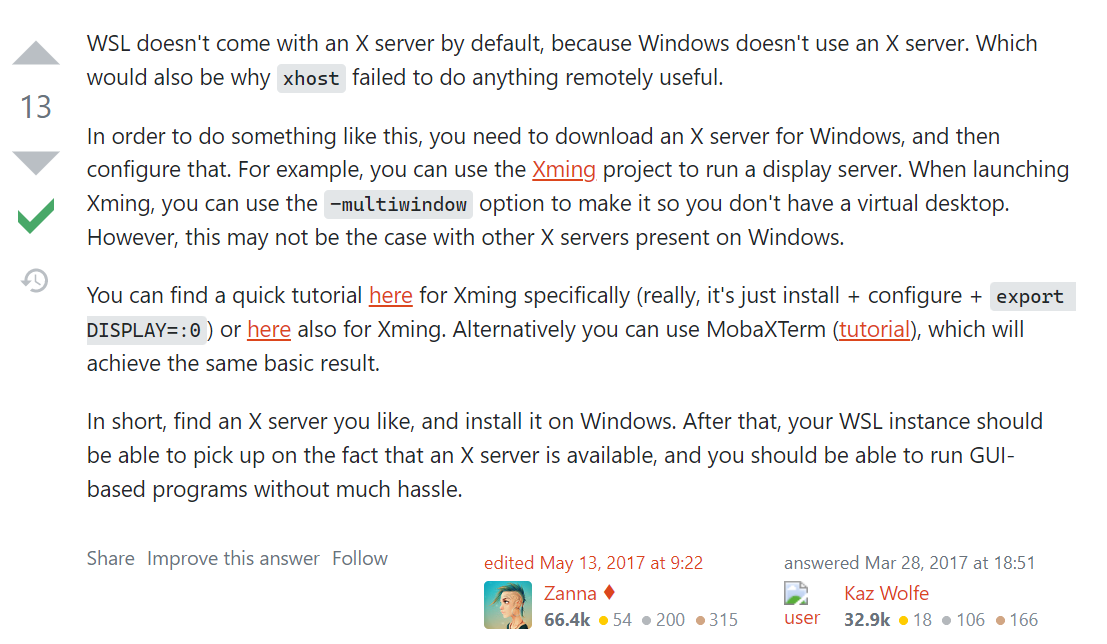 WSL doesn't come with an X server by default, because Windows doesn't use an X server. Which
would also be why xhost failed to do anything remotely useful.
13
In order to do something like this, you need to download an X server for Windows, and then
configure that. For example, you can use the Xming project to run a display server. When launching
Xming, you can use the -multiwindow option to make it so you don't have a virtual desktop.
However, this may not be the case with other X servers present on Windows.
You can find a quick tutorial here for Xming specifically (really, it's just install + configure + export
DISPLAY=:0) or here also for Xming. Alternatively you can use MobaXTerm (tutorial), which will
achieve the same basic result.
In short, find an X server you like, and install it on Windows. After that, your WSL instance should
be able to pick up on the fact that an X server is available, and you should be able to run GUI-
based programs without much hassle.
Share Improve this answer Follow
edited May 13, 2017 at 9:22
Zanna ♦
66.4k 54 200 315
answered Mar 28, 2017 at 18:51
user
Kaz Wolfe
32.9k 18 106 166